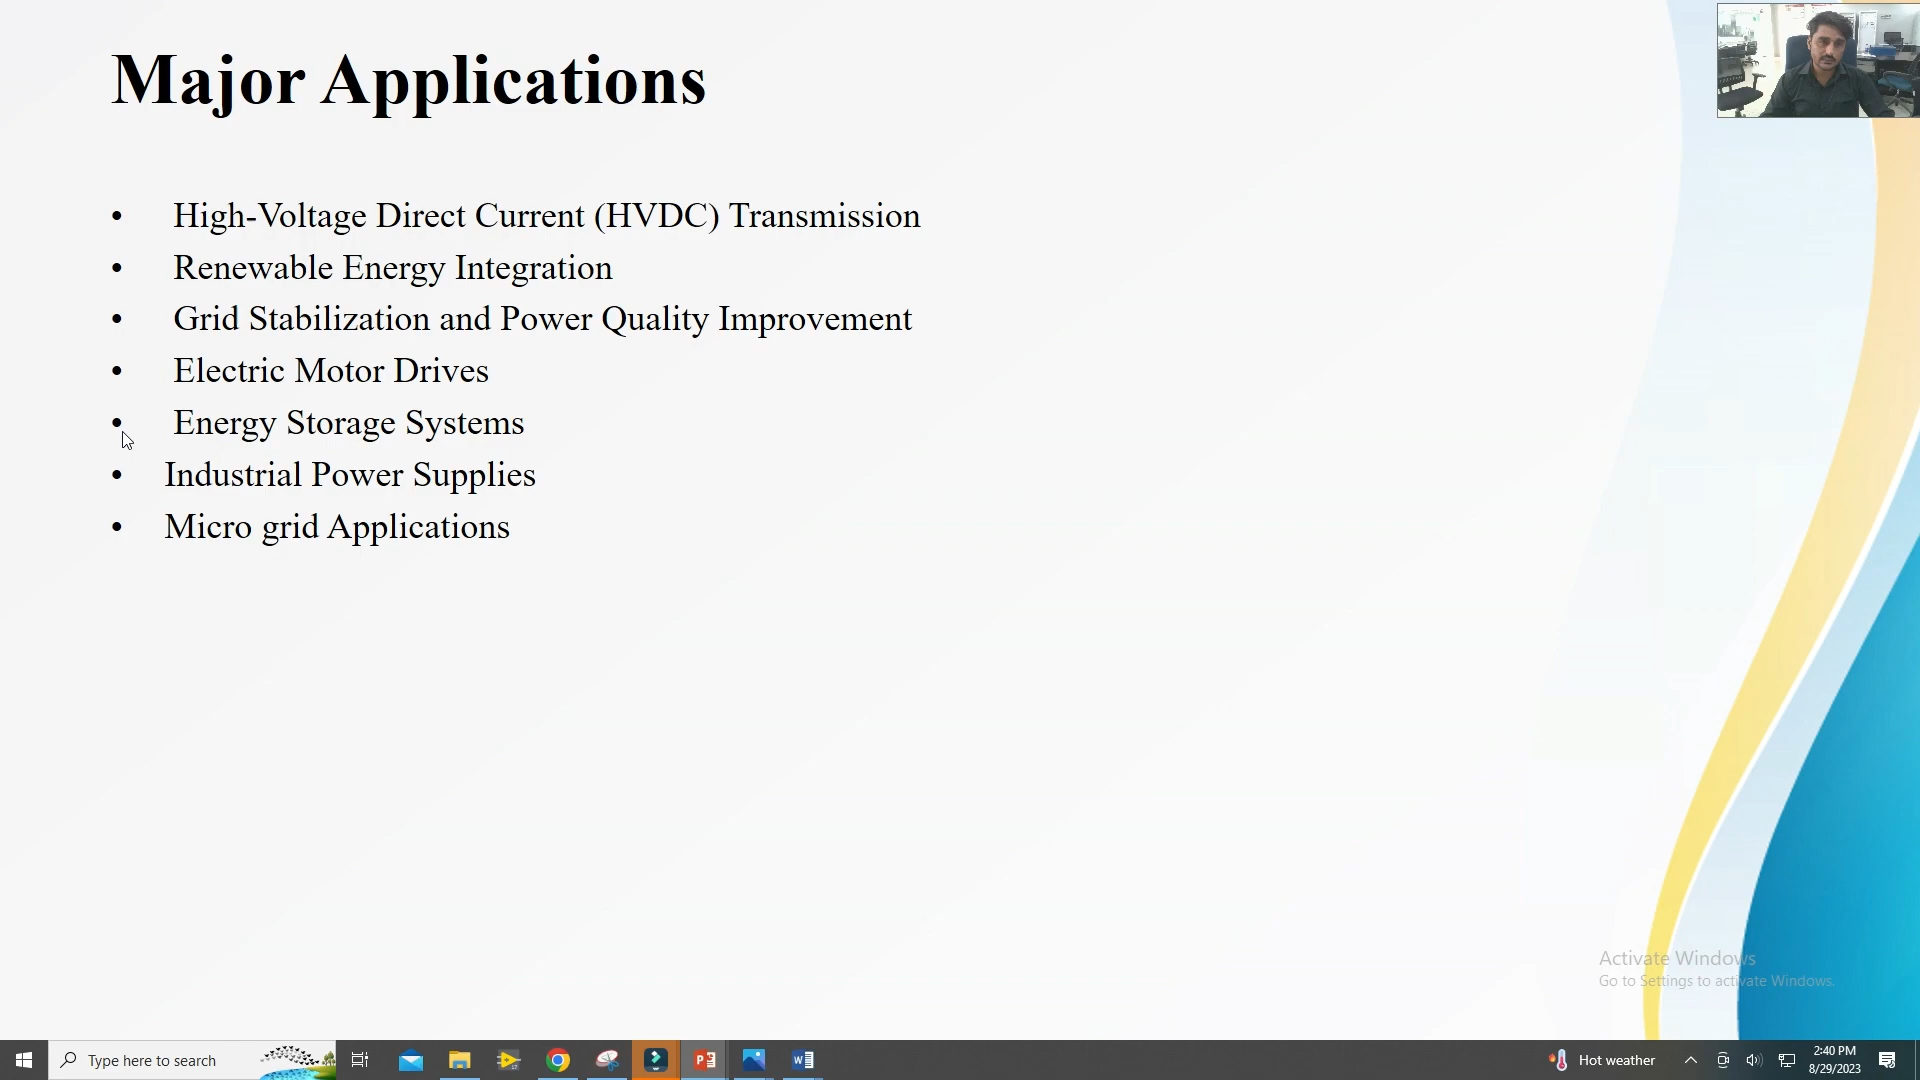 Major Applications
• High-Voltage Direct Current (HVDC) Transmission
• Renewable Energy Integration
• Grid Stabilization and Power Quality Improvement
• Electric Motor Drives
• Energy Storage Systems
• Industrial Power Supplies
• Micro grid Applications
Activate Windows
Go to Settings to activate Windows.
Type here to search
Hot weather
2:40 PM
8/29/2023